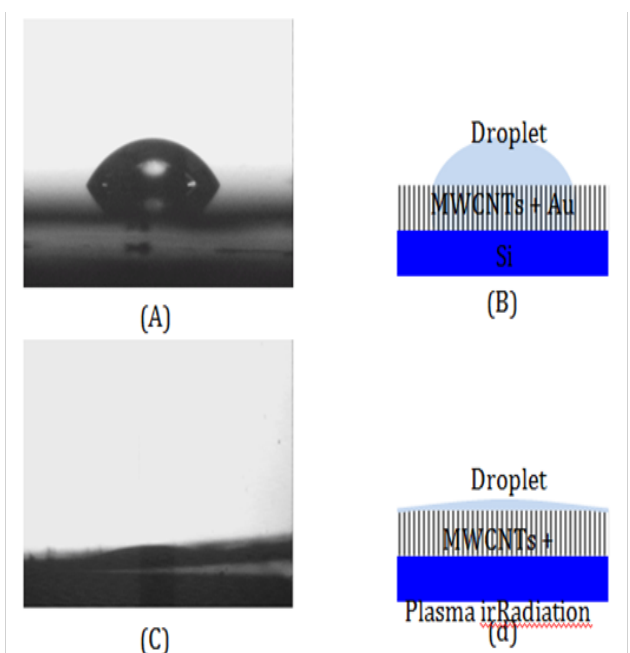 Droplet
MWCNTs + Au
Si
(A)
(B)
Droplet
MWCNTs +
Plasma irRadiation
(C)
(d)